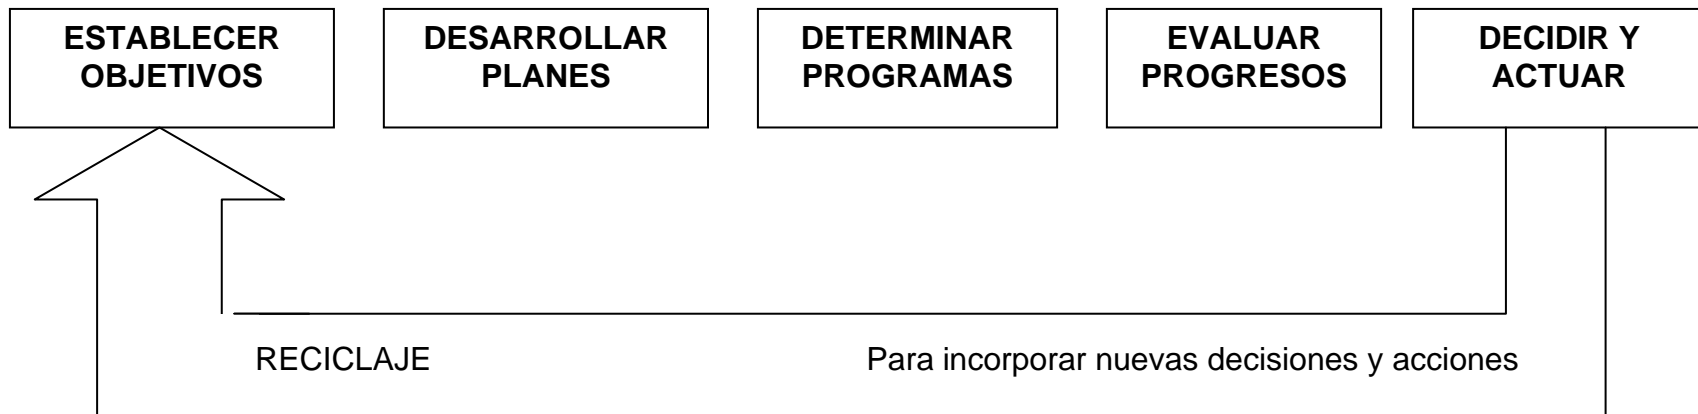 ESTABLECER
OBJETIVOS
DESARROLLAR
PLANES
DETERMINAR
PROGRAMAS
EVALUAR
PROGRESOS
DECIDIR Y
ACTUAR
RECICLAJE
Para incorporar nuevas decisiones y acciones